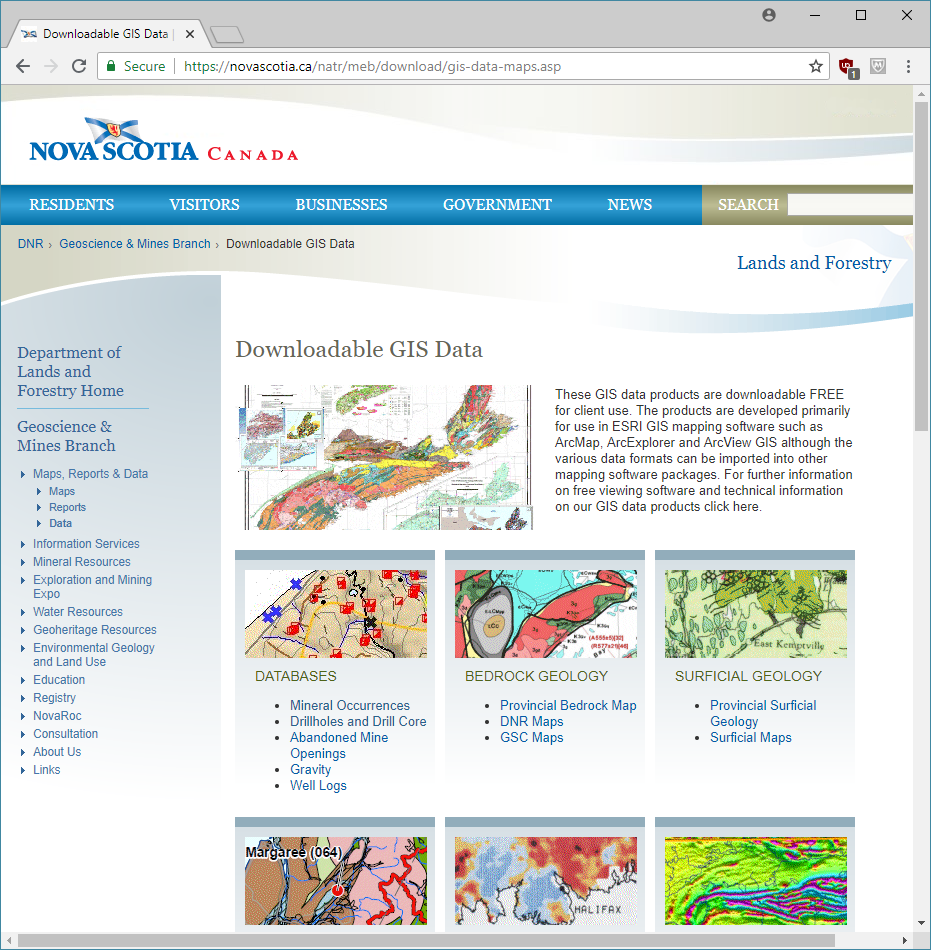 Downloadable GIS Data |
Secure | https://novascotia.ca/natr/meb/download/gis-data-maps.asp
1
NOVA SCOTIA CANADA
RESIDENTS VISITORS BUSINESSES GOVERNMENT NEWS SEARCH
DNR › Geoscience & Mines Branch › Downloadable GIS Data
Lands and Forestry
Department of
Lands and
Forestry Home
Geoscience &
Mines Branch
Maps, Reports & Data
Maps
Reports
Data
Information Services
Mineral Resources
Exploration and Mining
Expo
Water Resources
Geoheritage Resources
Environmental Geology
and Land Use
Education
Registry
NovaRoc
Consultation
About Us
Links
Downloadable GIS Data
These GIS data products are downloadable FREE
for client use. The products are developed primarily
for use in ESRI GIS mapping software such as
ArcMap, ArcExplorer and ArcView GIS although the
various data formats can be imported into other
mapping software packages. For further information
on free viewing software and technical information
on our GIS data products click here.
DATABASES
Mineral Occurrences
Drillholes and Drill Core
Abandoned Mine
Openings
Gravity
Well Logs
(A555s)[32]
BEDROCK GEOLOGY
Provincial Bedrock Map
DNR Maps
GSC Maps
East Kemptville
SURFICIAL GEOLOGY
Provincial Surficial
Geology
Surficial Maps
Margaree (064)
HALIFAX